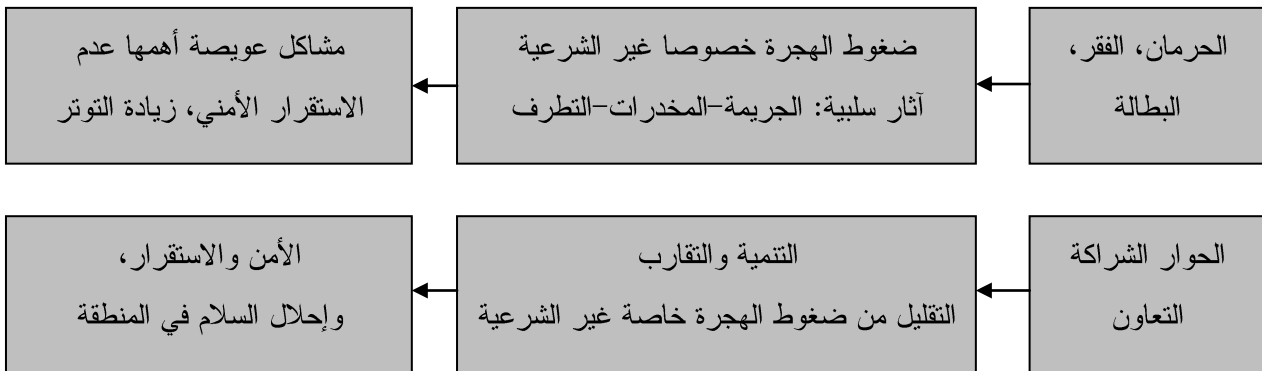 الحرمان، الفقر،
البطالة
ضغوط الهجرة خصوصا غير الشرعية
آثار سلبية: الجريمة-المخدرات-التطرف
مشاكل عويصة أهمها عدم
الاستقرار الأمني، زيادة التوتر
الحوار الشراكة
التعاون
التنمية والتقارب
التقليل من ضغوط الهجرة خاصة غير الشرعية
الأمن والاستقرار،
وإحلال السلام في المنطقة